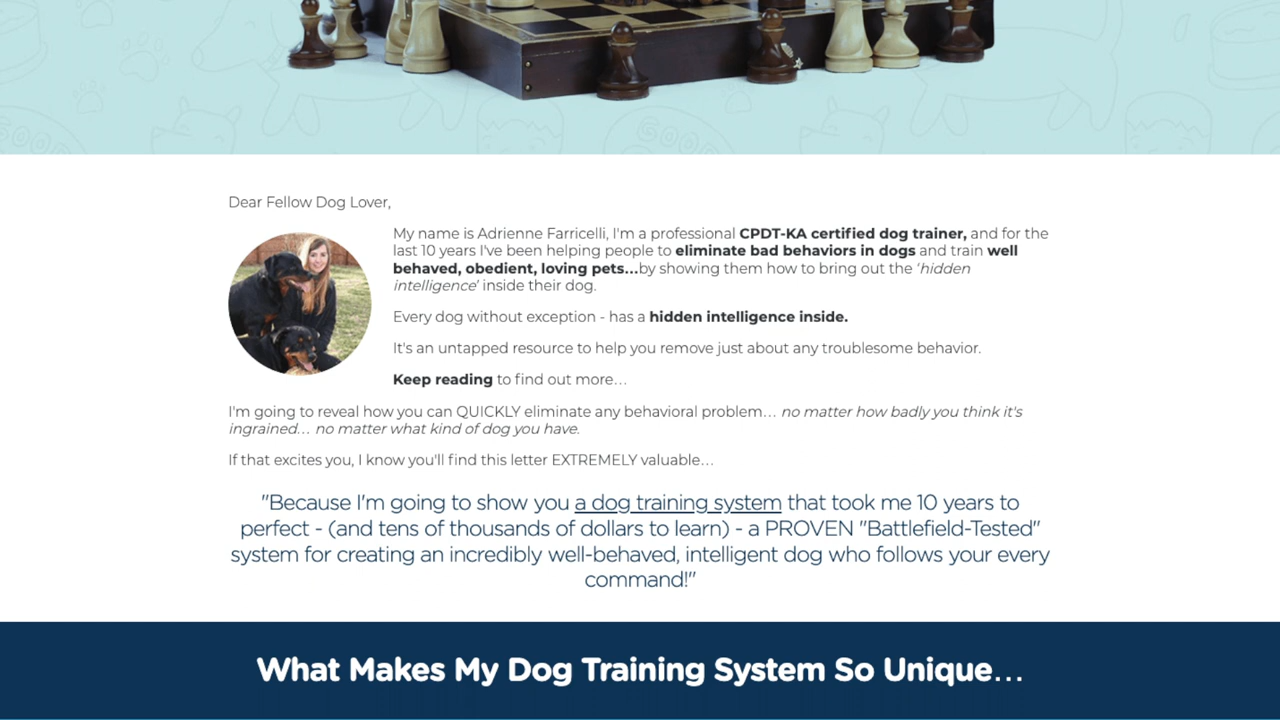 Dear Fellow Dog Lover,
My name is Adrienne Farricelli, I'm a professional CPDT-KA certified dog trainer, and for the
last 10 years I've been helping people to eliminate bad behaviors in dogs and train well
behaved, obedient, loving pets...by showing them how to bring out the 'hidden
intelligence' inside their dog.
Every dog without exception - has a hidden intelligence inside.
It's an untapped resource to help you remove just about any troublesome behavior.
Keep reading to find out more…
I'm going to reveal how you can QUICKLY eliminate any behavioral problem… no matter how badly you think it's
ingrained… no matter what kind of dog you have.
If that excites you, I know you'll find this letter EXTREMELY valuable…
"Because I'm going to show you a dog training system that took me 10 years to
perfect - (and tens of thousands of dollars to learn) - a PROVEN "Battlefield-Tested"
system for creating an incredibly well-behaved, intelligent dog who follows your every
command!"
What Makes My Dog Training System So Unique…